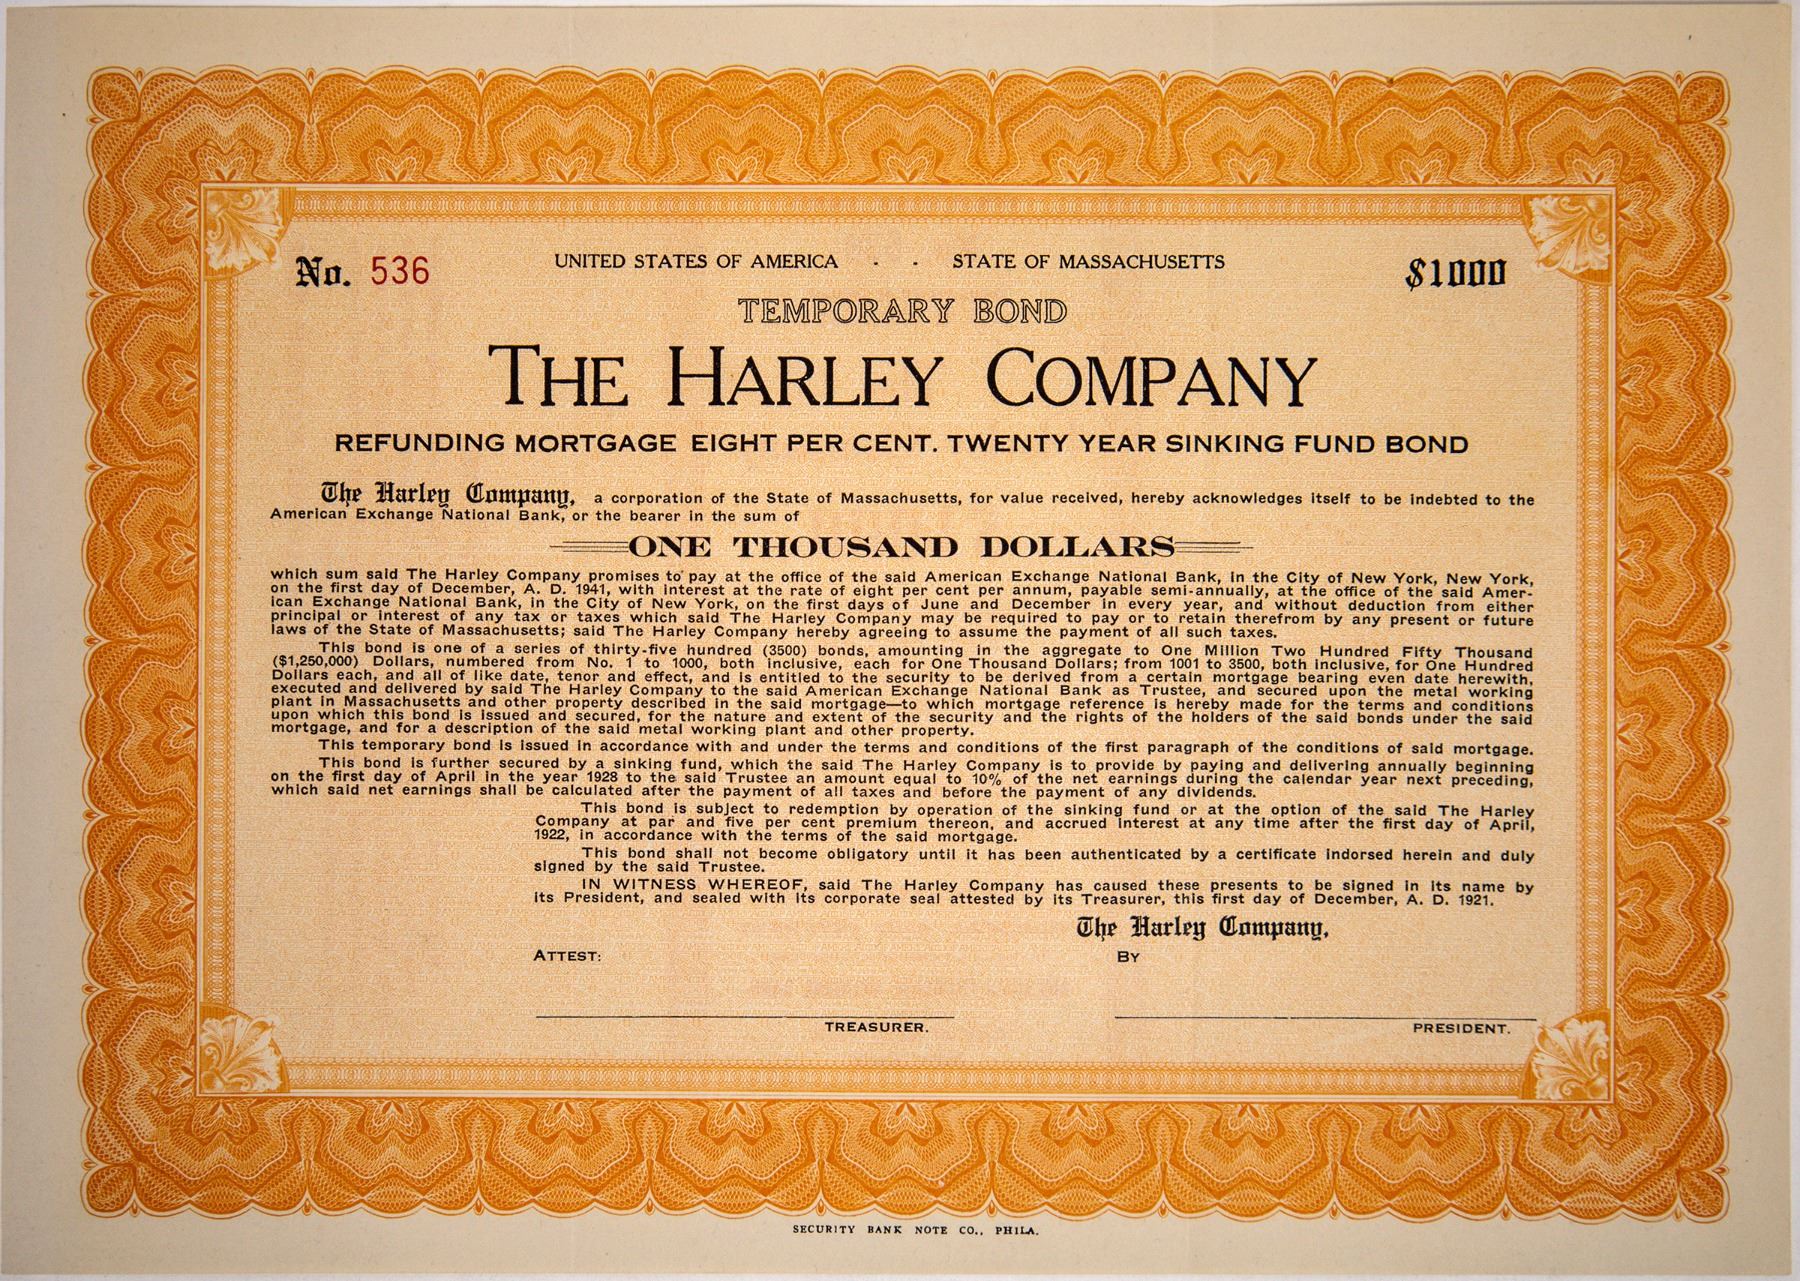 No. 536
UNITED STATES OF AMERICA - - STATE OF MASSACHUSETTS
$1000
TEMPORARY BOND
THE HARLEY COMPANY
REFUNDING MORTGAGE EIGHT PER CENT. TWENTY YEAR SINKING FUND BOND
The Harley Company, a corporation of the State of Massachusetts, for value received, hereby acknowledges itself to be indebted to the
American Exchange National Bank, or the bearer in the sum of
ONE THOUSAND DOLLARS
which sum said The Harley Company promises to pay at the office of the said American Exchange National Bank, in the City of New York, New York,
on the first day of December, A. D. 1941, with interest at the rate of eight per cent per annum, payable semi-annually, at the office of the said Amer-
ican Exchange National Bank, in the City of New York, on the first days of June and December in every year, and without deduction from either
principal or interest of any tax or taxes which said The Harley Company may be required to pay or to retain therefrom by any present or future
laws of the State of Massachusetts; said The Harley Company hereby agreeing to assume the payment of all such taxes.
This bond is one of a series of thirty-five hundred (3500) bonds, amounting in the aggregate to One Million Two Hundred Fifty Thousand
($1,250,000) Dollars, numbered from No. 1 to 1000, both inclusive, each for One Thousand Dollars; from 1001 to 3500, both inclusive, for One Hundred
Dollars each, and all of like date, tenor and effect, and is entitled to the security to be derived from a certain mortgage bearing even date herewith,
executed and delivered by said The Harley Company to the said American Exchange National Bank as Trustee, and secured upon the metal working
plant in Massachusetts and other property described in the said mortgage—to which mortgage reference is hereby made for the terms and conditions
upon which this bond is issued and secured, for the nature and extent of the security and the rights of the holders of the said bonds under the said
mortgage, and for a description of the said metal working plant and other property.
This temporary bond is issued in accordance with and under the terms and conditions of the first paragraph of the conditions of said mortgage.
This bond is further secured by a sinking fund, which the said The Harley Company is to provide by paying and delivering annually beginning
on the first day of April in the year 1928 to the said Trustee an amount equal to 10% of the net earnings during the calendar year next preceding,
which said net earnings shall be calculated after the payment of all taxes and before the payment of any dividends.
This bond is subject to redemption by operation of the sinking fund or at the option of the said The Harley
Company at par and five per cent premium thereon, and accrued interest at any time after the first day of April,
1922, in accordance with the terms of the said mortgage.
This bond shall not become obligatory until it has been authenticated by a certificate indorsed herein and duly
signed by the said Trustee.
IN WITNESS WHEREOF, said The Harley Company has caused these presents to be signed in its name by
its President, and sealed with its corporate seal attested by its Treasurer, this first day of December, A. D. 1921.
The Harley Company,
ATTEST:
BY
TREASURER.
PRESIDENT.
SECURITY BANK NOTE CO., PHILA.